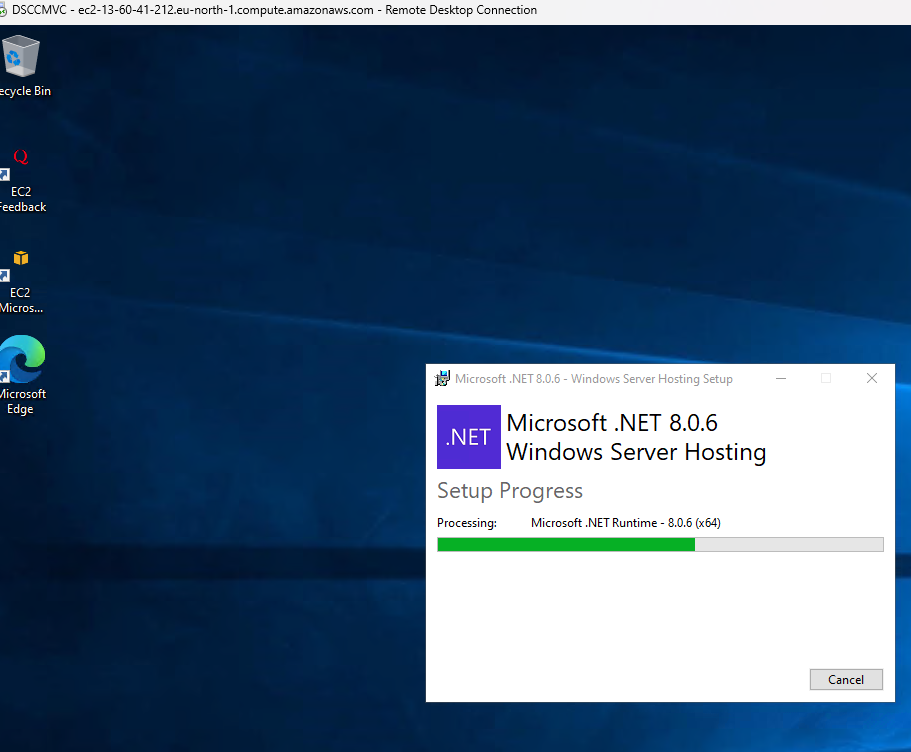 DSCCMVC - ec2-13-60-41-212.eu-north-1.compute.amazonaws.com - Remote Desktop Connection
ecycle Bin
EC2
Feedback
EC2
Micros...
Microsoft
Edge
Microsoft .NET 8.0.6 - Windows Server Hosting Setup
.NET
Microsoft .NET 8.0.6
Windows Server Hosting
Setup Progress
Processing: Microsoft .NET Runtime - 8.0.6 (x64)
Cancel